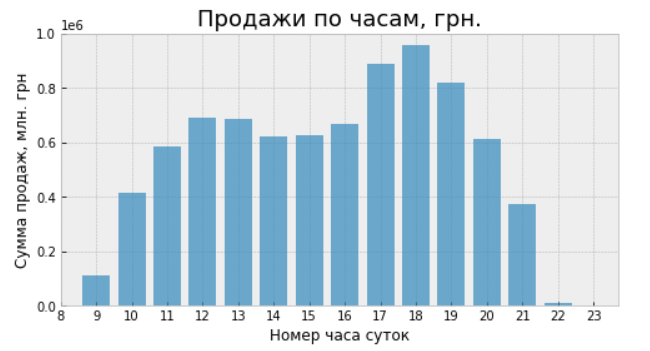 Продажи по часам, грн.
1e6
1.0
0.8
0.6
0.4
0.2
0.0
Сумма продаж, млн. грн
8 9 10 11 12 13 14 15 16 17 18 19 20 21 22 23
Номер часа суток